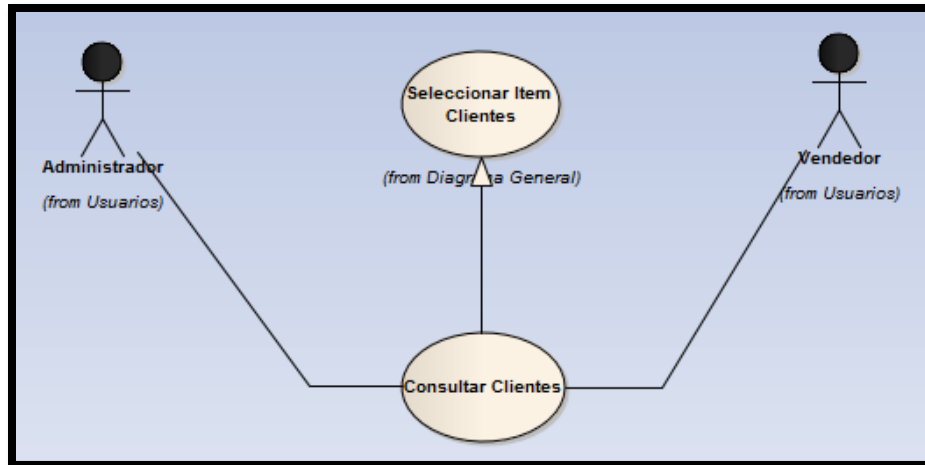 Seleccionar Item
Clientes
(from Diagrama General)
Administrador
(from Usuarios)
Vendedor
(from Usuarios)
Consultar Clientes